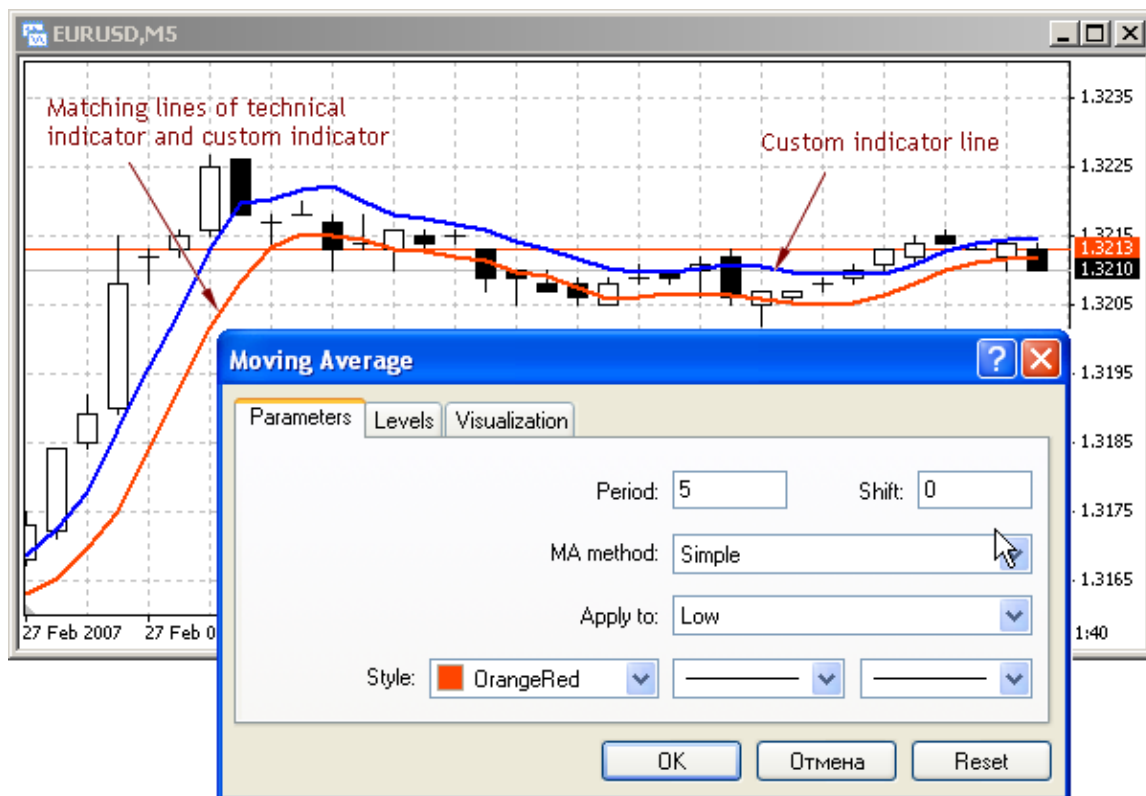 EURUSD,M5
Matching lines of technical
indicator and custom indicator
Custom indicator line
1.3235
1.3225
1.3215
1.3213
1.3210
1.3205
1.3195
1.3185
1.3175
1.3165
27 Feb 2007 27 Feb 0
1:40
Moving Average
Parameters Levels Visualization
Period: 5 Shift: 0
MA method: Simple
Apply to: Low
Style: OrangeRed
OK Отмена Reset